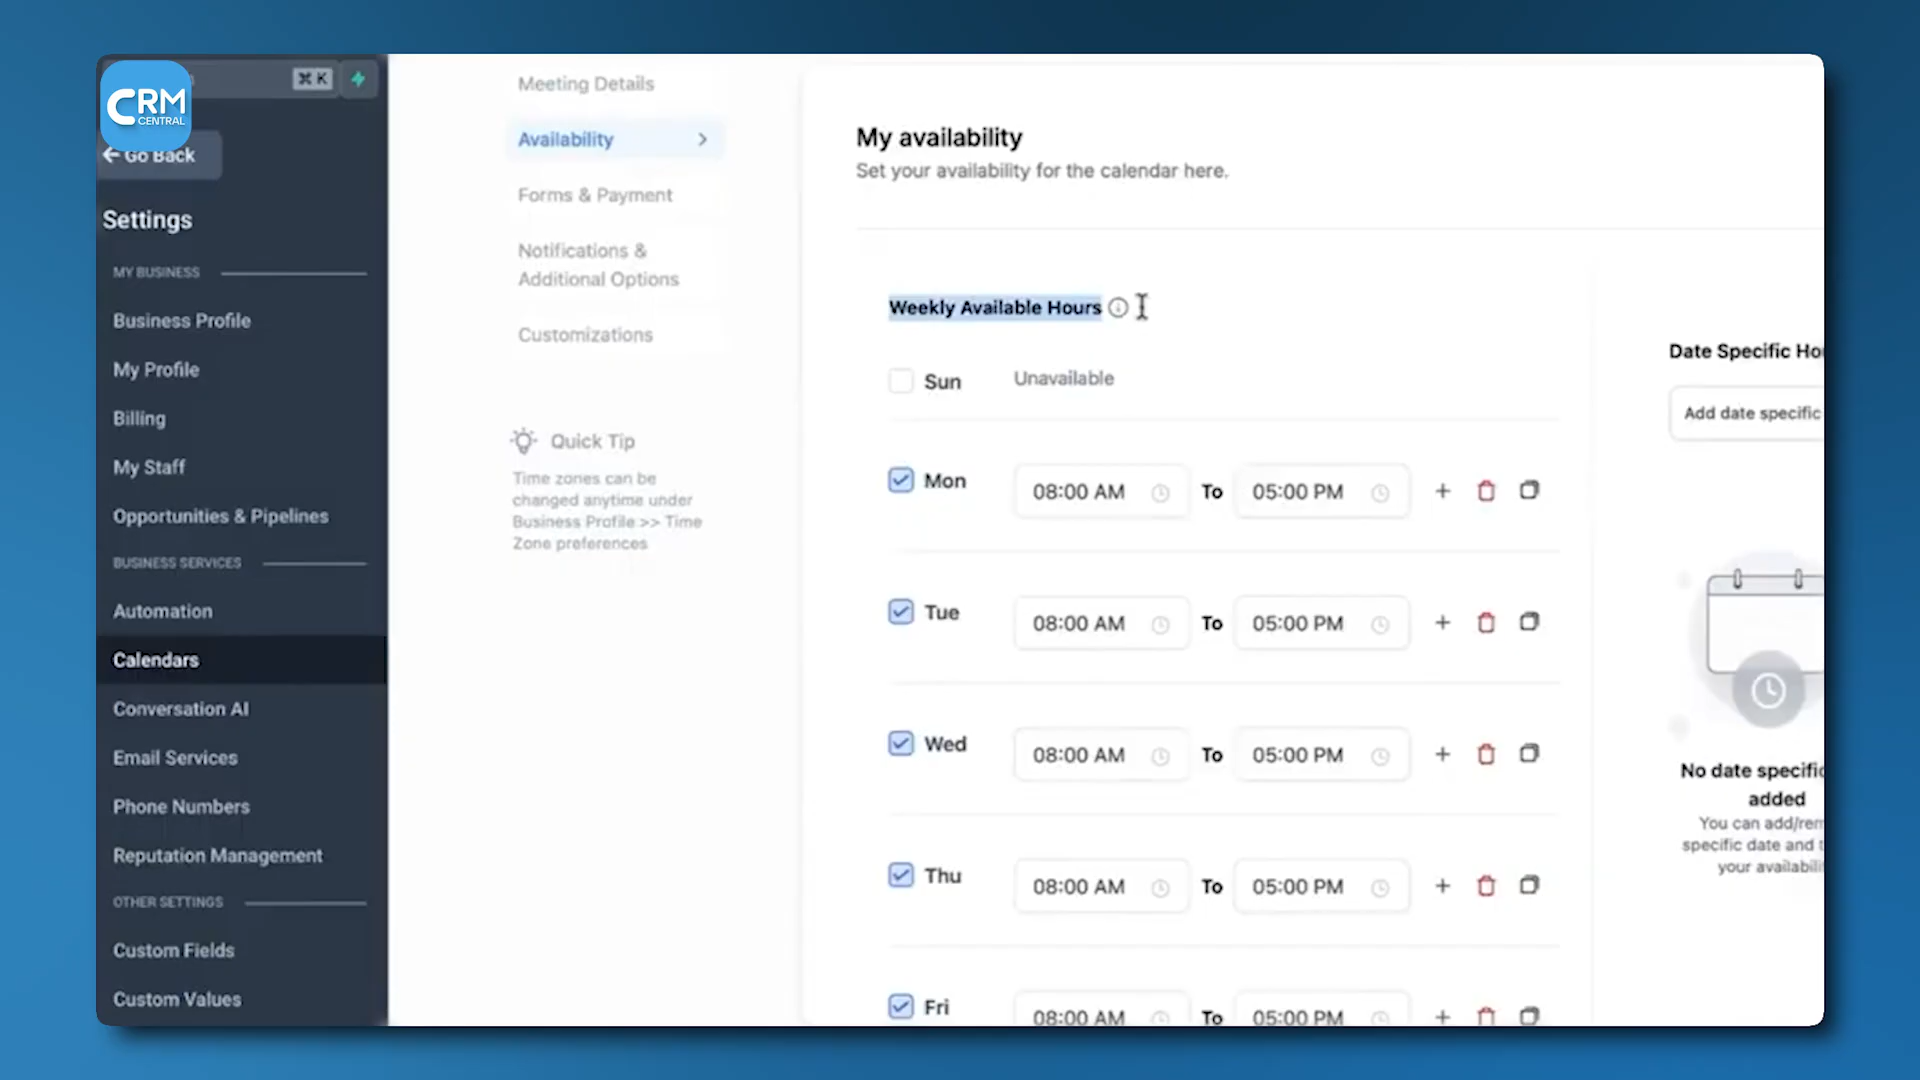 CRM
CENTRAL
⌘ K
← Go Back
Settings
MY BUSINESS
Business Profile
My Profile
Billing
My Staff
Opportunities & Pipelines
BUSINESS SERVICES
Automation
Calendars
Conversation AI
Email Services
Phone Numbers
Reputation Management
OTHER SETTINGS
Custom Fields
Custom Values
Meeting Details
Availability
Forms & Payment
Notifications &
Additional Options
Customizations
Quick Tip
Time zones can be
changed anytime under
Business Profile >> Time
Zone preferences
My availability
Set your availability for the calendar here.
Weekly Available Hours
Sun Unavailable
Mon 08:00 AM To 05:00 PM
Tue 08:00 AM To 05:00 PM
Wed 08:00 AM To 05:00 PM
Thu 08:00 AM To 05:00 PM
Fri 08:00 AM To 05:00 PM
Date Specific Ho
Add date specific
No date specific
added
You can add/rem
specific date and
your availabili